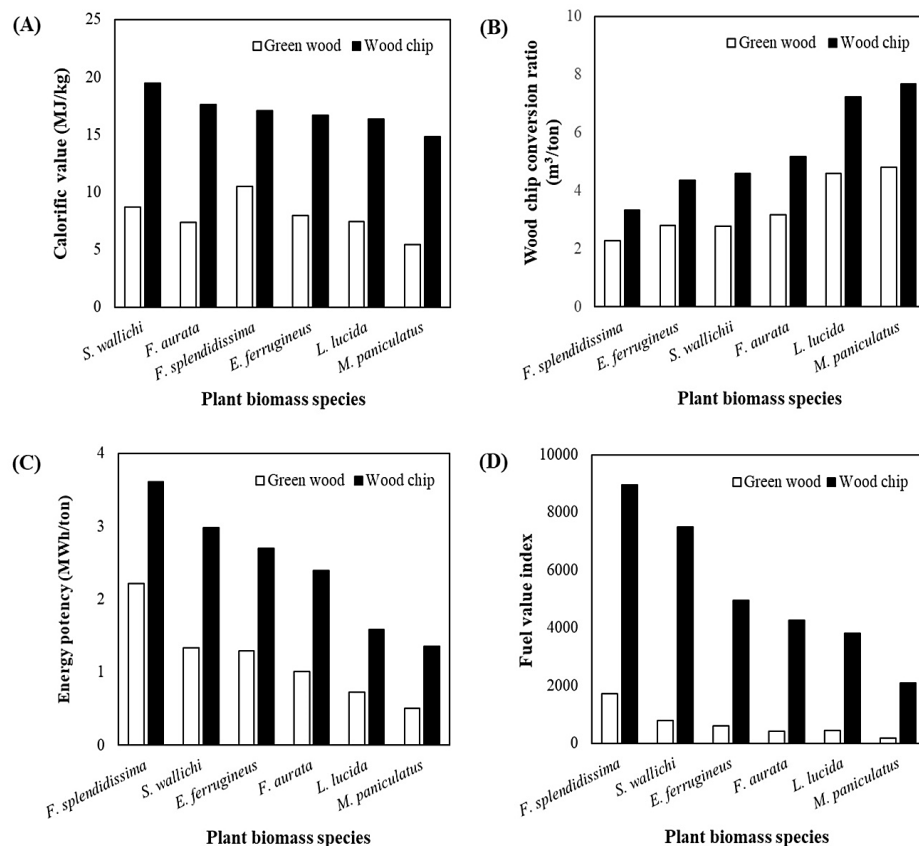 (A)
25
20
15
10
5
0
Calorific value (MJ/kg)
Green wood Wood chip
S. wallichi
F. aurata
F. splendidissima
E. ferrugineus
L. lucida
M. paniculatus
Plant biomass species
(B)
10
8
6
4
2
0
Wood chip conversion ratio
(m³/ton)
Green wood Wood chip
F. splendidissima
E. ferrugineus
S. wallichii
F. aurata
L. lucida
M. paniculatus
Plant biomass species
(C)
4
3
2
1
0
Energy potency (MWh/ton)
Green wood Wood chip
F. splendidissima
S. wallichi
E. ferrugineus
F. aurata
L. lucida
M. paniculatus
Plant biomass species
(D)
10000
8000
6000
4000
2000
0
Fuel value index
Green wood Wood chip
F. splendidissima
S. wallichi
E. ferrugineus
F. aurata
L. lucida
M. paniculatus
Plant biomass species